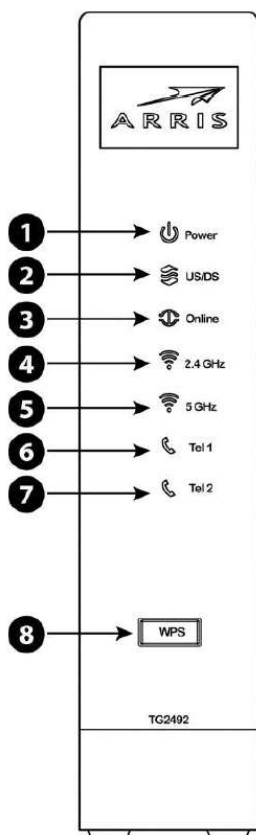 ARRIS
1 Power
2 US/DS
3 Online
4 2.4 GHz
5 5 GHz
6 Tel 1
7 Tel 2
8 WPS
TG2492